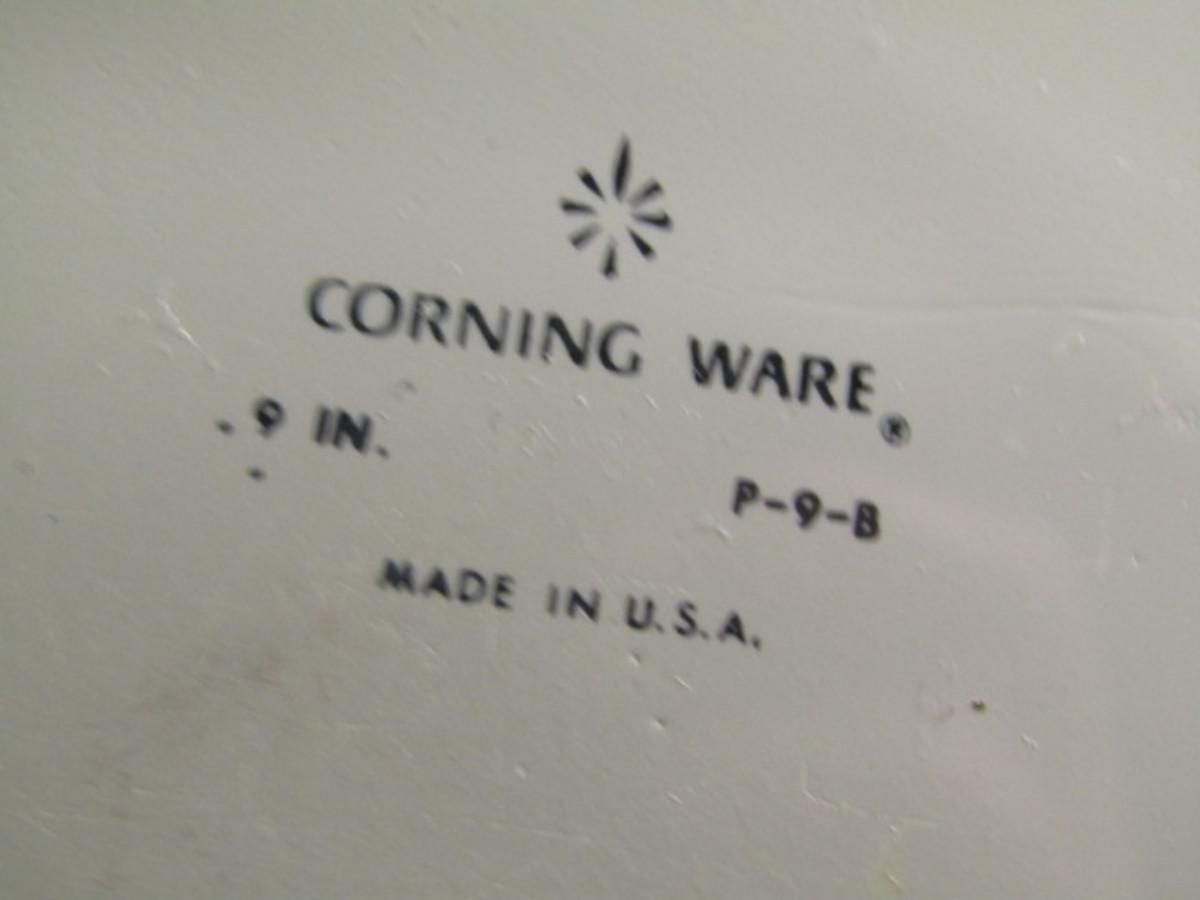 CORNING WARE®
9 IN.
P-9-B
MADE IN U.S.A.